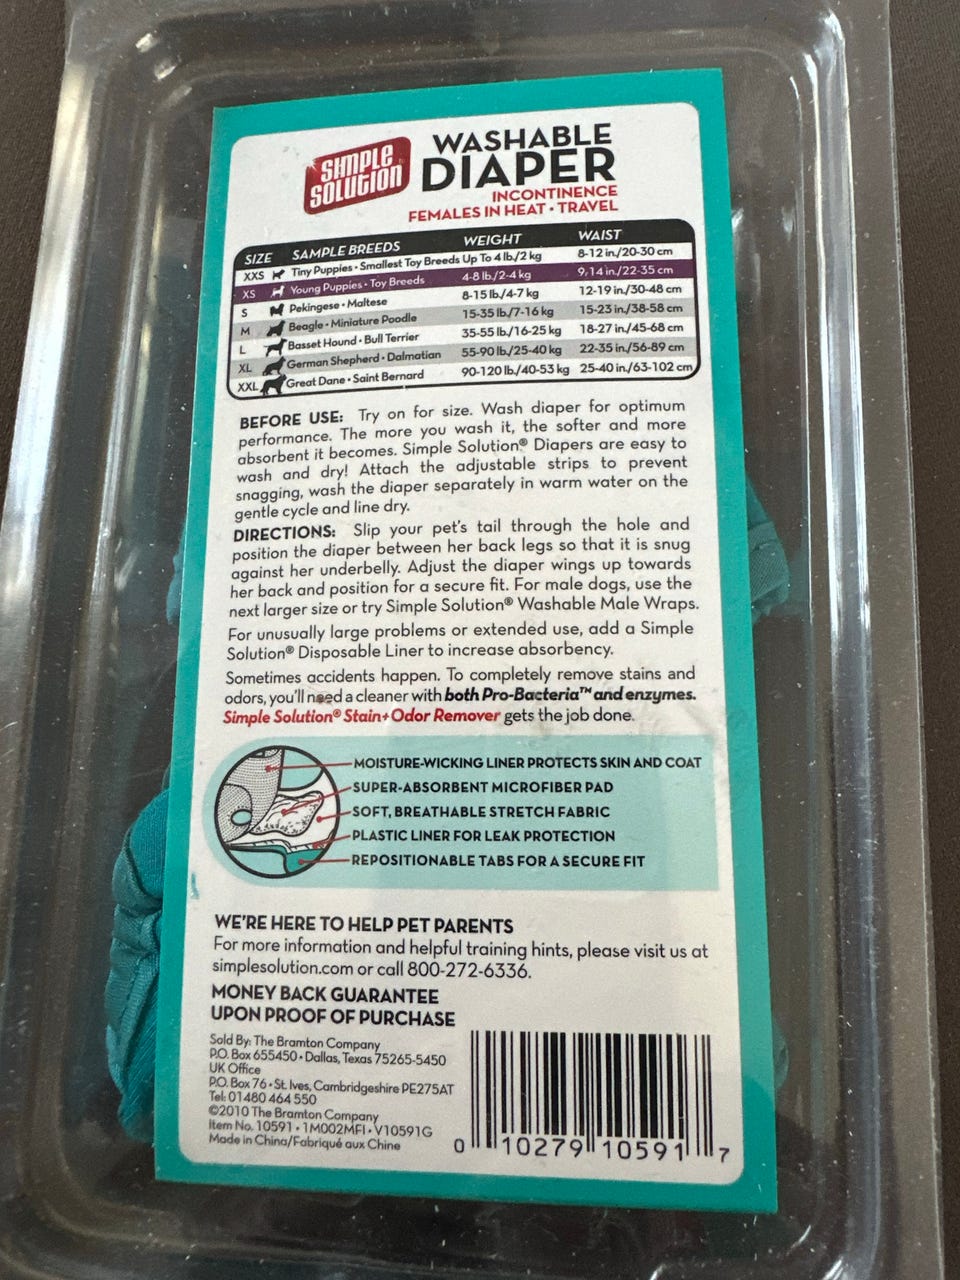 SIMPLE
SOLUTION
WASHABLE
DIAPER
INCONTINENCE
FEMALES IN HEAT • TRAVEL
SIZE SAMPLE BREEDS WEIGHT WAIST
XXS Tiny Puppies • Smallest Toy Breeds Up To 4 lb./2 kg 8-12 in./20-30 cm
XS Young Puppies • Toy Breeds 4-8 lb./2-4 kg 9,14 in./22-35 cm
S Pekingese • Maltese 8-15 lb./4-7 kg 12-19 in./30-48 cm
M Beagle • Miniature Poodle 15-35 lb./7-16 kg 15-23 in./38-58 cm
L Basset Hound • Bull Terrier 35-55 lb./16-25 kg 18-27 in./45-68 cm
XL German Shepherd • Dalmatian 55-90 lb./25-40 kg 22-35 in./56-89 cm
XXL Great Dane • Saint Bernard 90-120 lb./40-53 kg 25-40 in./63-102 cm
BEFORE USE: Try on for size. Wash diaper for optimum
performance. The more you wash it, the softer and more
absorbent it becomes. Simple Solution® Diapers are easy to
wash and dry! Attach the adjustable strips to prevent
snagging, wash the diaper separately in warm water on the
gentle cycle and line dry.
DIRECTIONS: Slip your pet's tail through the hole and
position the diaper between her back legs so that it is snug
against her underbelly. Adjust the diaper wings up towards
her back and position for a secure fit. For male dogs, use the
next larger size or try Simple Solution® Washable Male Wraps.
For unusually large problems or extended use, add a Simple
Solution® Disposable Liner to increase absorbency.
Sometimes accidents happen. To completely remove stains and
odors, you'll need a cleaner with both Pro-Bacteria™ and enzymes.
Simple Solution® Stain+Odor Remover gets the job done.
MOISTURE-WICKING LINER PROTECTS SKIN AND COAT
SUPER-ABSORBENT MICROFIBER PAD
SOFT, BREATHABLE STRETCH FABRIC
PLASTIC LINER FOR LEAK PROTECTION
REPOSITIONABLE TABS FOR A SECURE FIT
WE'RE HERE TO HELP PET PARENTS
For more information and helpful training hints, please visit us at
simplesolution.com or call 800-272-6336.
MONEY BACK GUARANTEE
UPON PROOF OF PURCHASE
Sold By: The Bramton Company
P.O. Box 655450 • Dallas, Texas 75265-5450
UK Office
P.O. Box 76 • St. Ives, Cambridgeshire PE275AT
Tel: 01480 464 550
©2010 The Bramton Company
Item No. 10591 • 1M002MFI • V10591G
Made in China/Fabriqué aux Chine
0 10279 10591 7